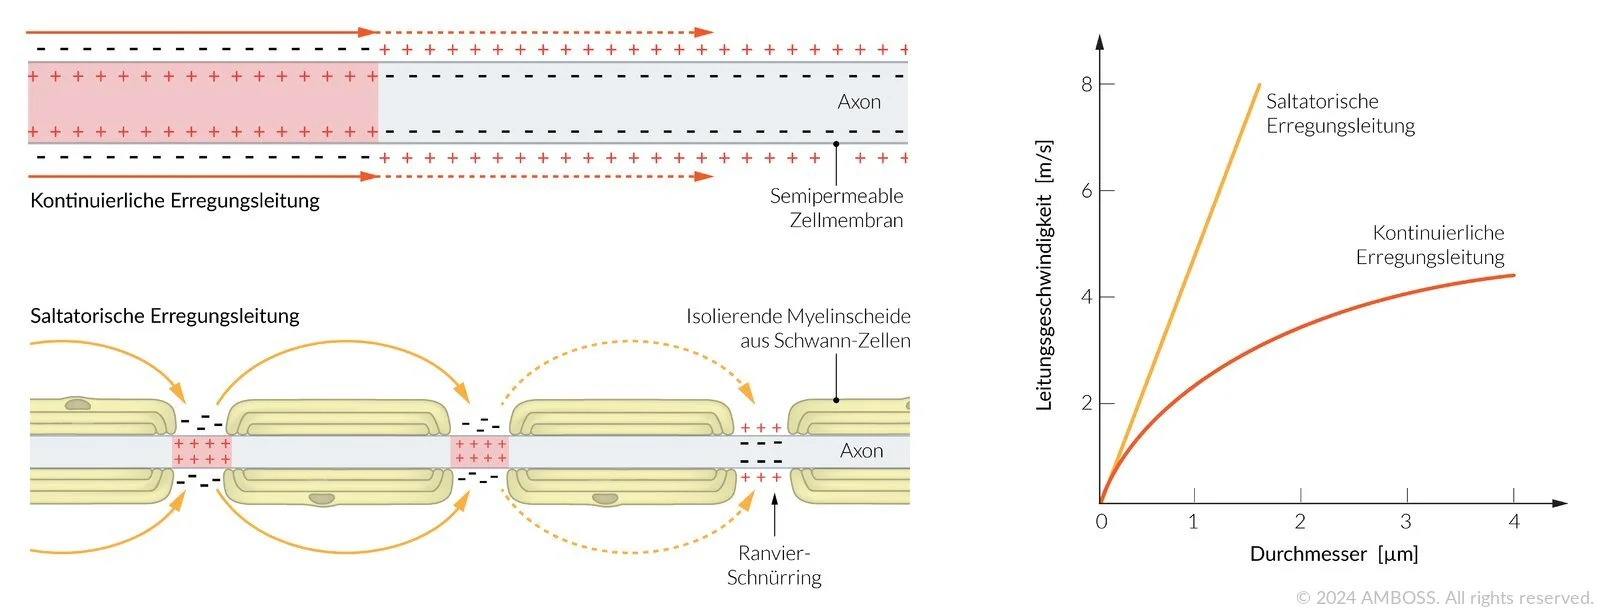 Axon
Kontinuierliche Erregungsleitung
Semipermeable
Zellmembran
Saltatorische Erregungsleitung
Isolierende Myelinscheide
aus Schwann-Zellen
Axon
Ranvier-
Schnürring
Leitungsgeschwindigkeit [m/s]
8
6
4
2
Saltatorische
Erregungsleitung
Kontinuierliche
Erregungsleitung
0 1 2 3 4
Durchmesser [µm]
© 2024 AMBOSS. All rights reserved.